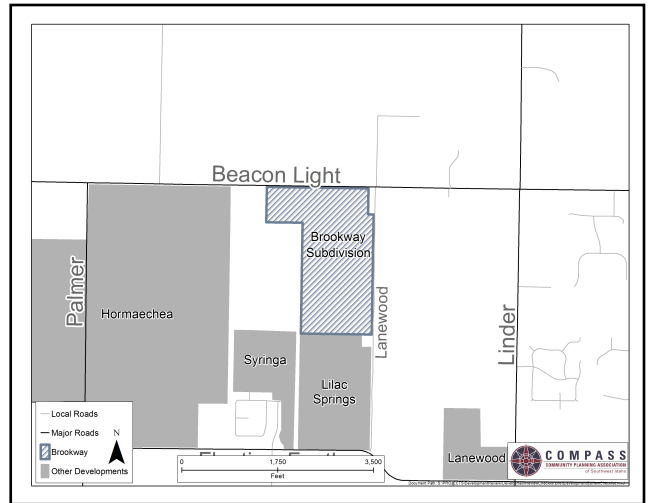 Beacon Light
Brookway
Subdivision
Palmer
Hormaechea
Lanewood
Linder
Syringa
Lilac
Springs
Lanewood
Local Roads
Major Roads
N
Brookway
Other Developments
0
1,750
3,500
Feet
COMPASS
COMMUNITY PLANNING ASSOCIATION
of Southwest Idaho